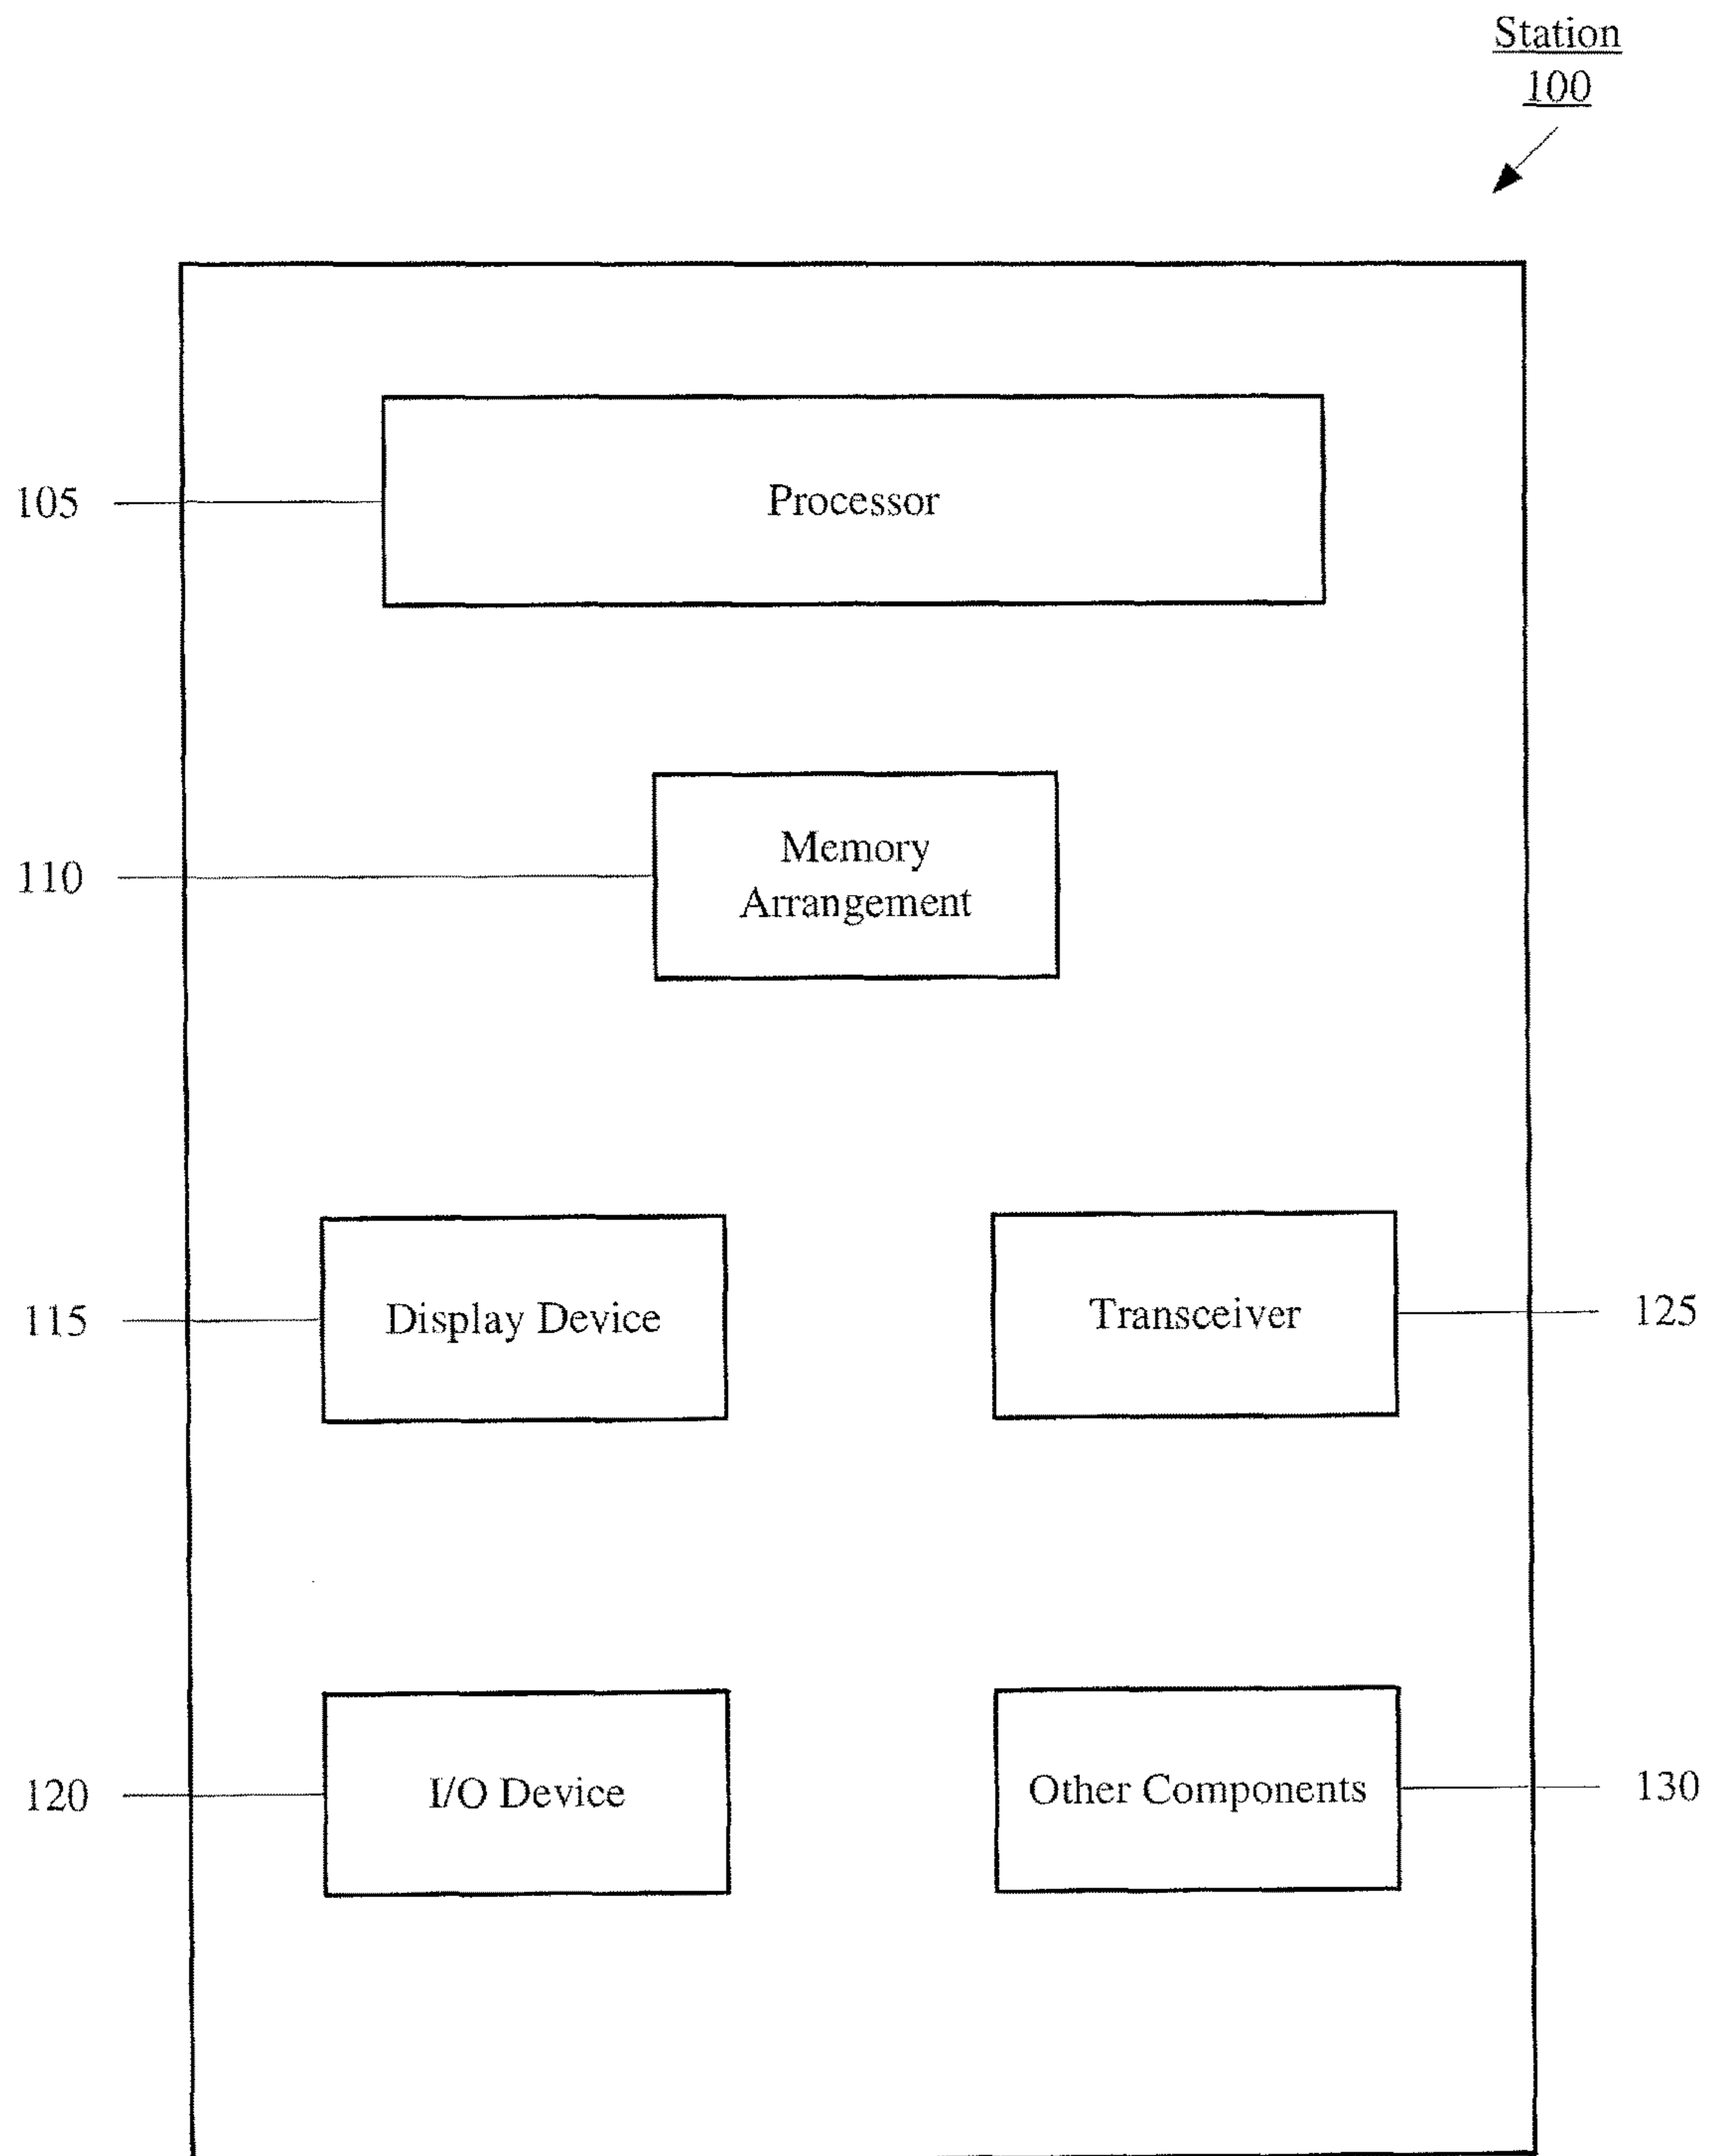 Station
100
105
Processor
110
Memory
Arrangement
115
Display Device
Transceiver
125
120
I/O Device
Other Components
130